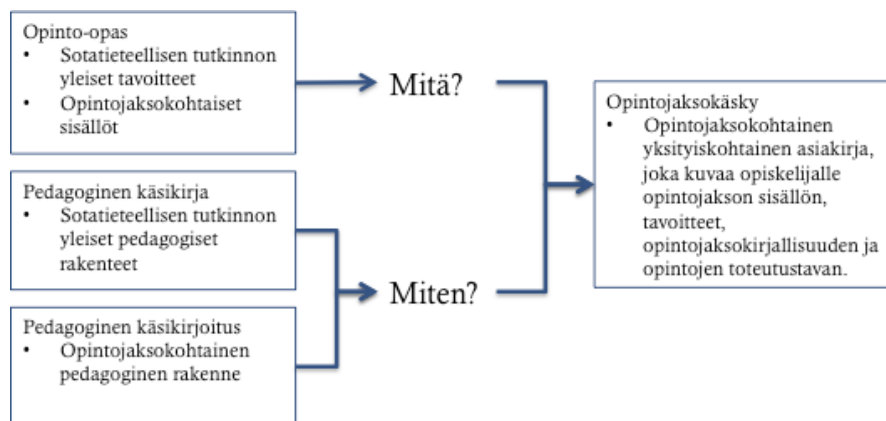 Opinto-opas
• Sotatieteellisen tutkinnon
yleiset tavoitteet
• Opintojaksokohtaiset
sisällöt
Mitä?
Pedagoginen käsikirja
• Sotatieteellisen tutkinnon
yleiset pedagogiset
rakenteet
Miten?
Pedagoginen käsikirjoitus
• Opintojaksokohtainen
pedagoginen rakenne
Opintojaksokäsky
• Opintojaksokohtainen
yksityiskohtainen asiakirja,
joka kuvaa opiskelijalle
opintojakson sisällön,
tavoitteet,
opintojaksokirjallisuuden ja
opintojen toteutustavan.